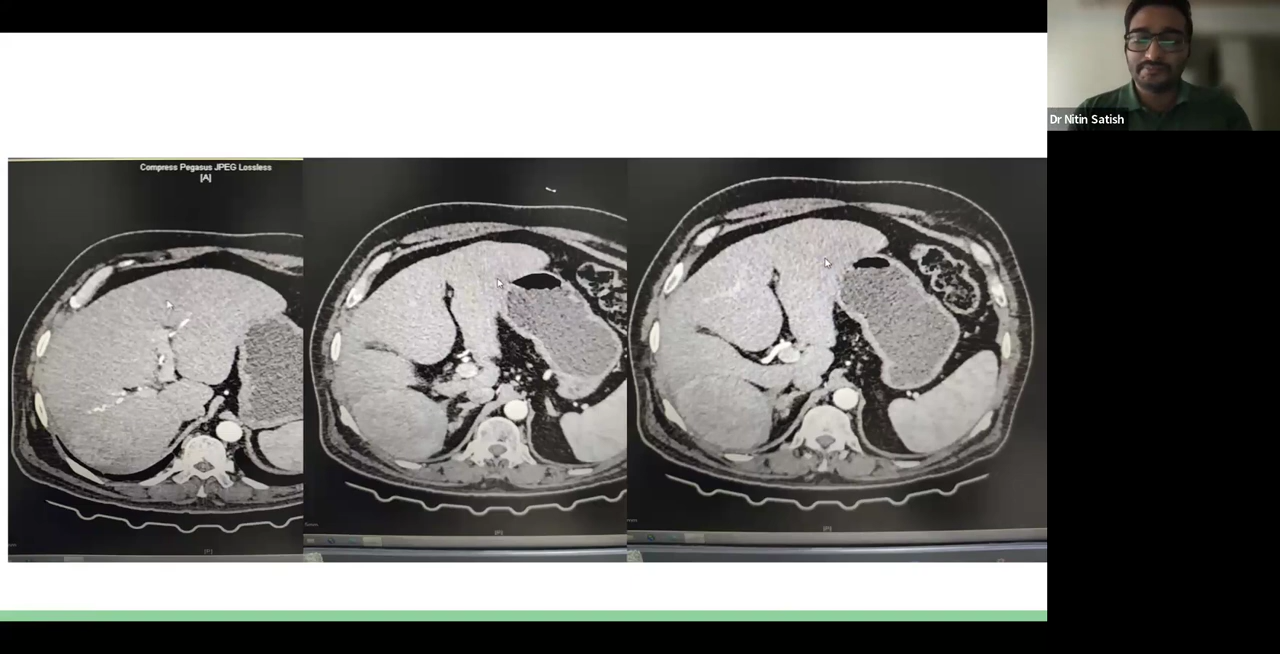 Compress Pegasus JPEG Lossless
[A]
Dr Nitin Satish
[P]
[P]
[P]